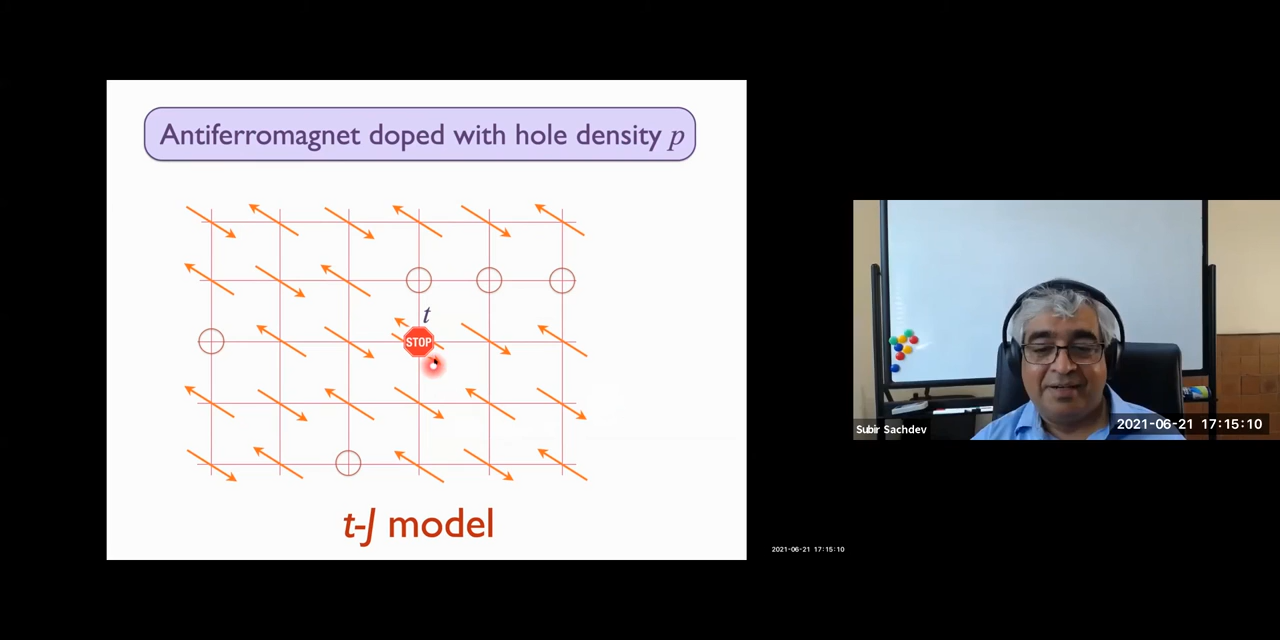 Antiferromagnet doped with hole density p
t
STOP
t-J model
Subir Sachdev
2021-06-21 17:15:10
2021-06-21 17:15:10